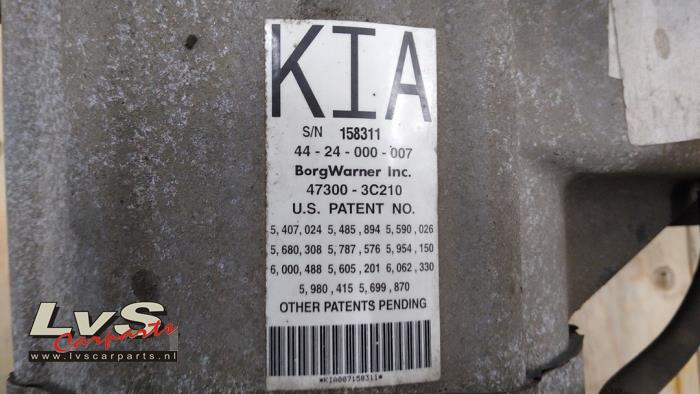 KIA
S/N 158311
44 - 24 - 000 - 007
BorgWarner Inc.
47300 - 3C210
U.S. PATENT NO.
5,407,024 5,485,894 5,590,026
5,680,308 5,787,576 5,954,150
6,000,488 5,605,201 6,062,330
5,980,415 5,699,870
OTHER PATENTS PENDING
*KIA007158311*
LvS
Carparts
www.lvscarparts.nl